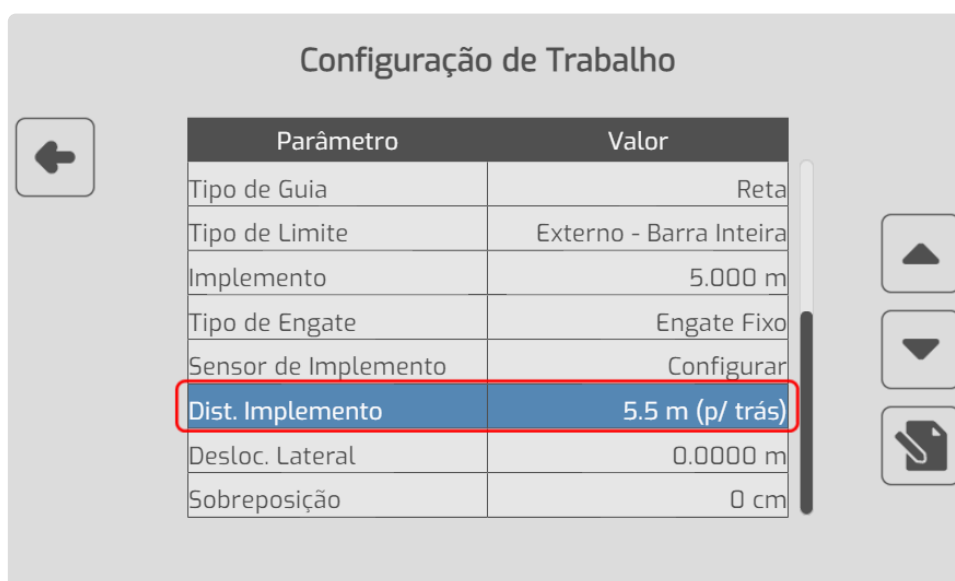 Configuração de Trabalho
Parâmetro Valor
Tipo de Guia Reta
Tipo de Limite Externo - Barra Inteira
Implemento 5.000 m
Tipo de Engate Engate Fixo
Sensor de Implemento Configurar
Dist. Implemento 5.5 m (p/ trás)
Desloc. Lateral 0.0000 m
Sobreposição 0 cm